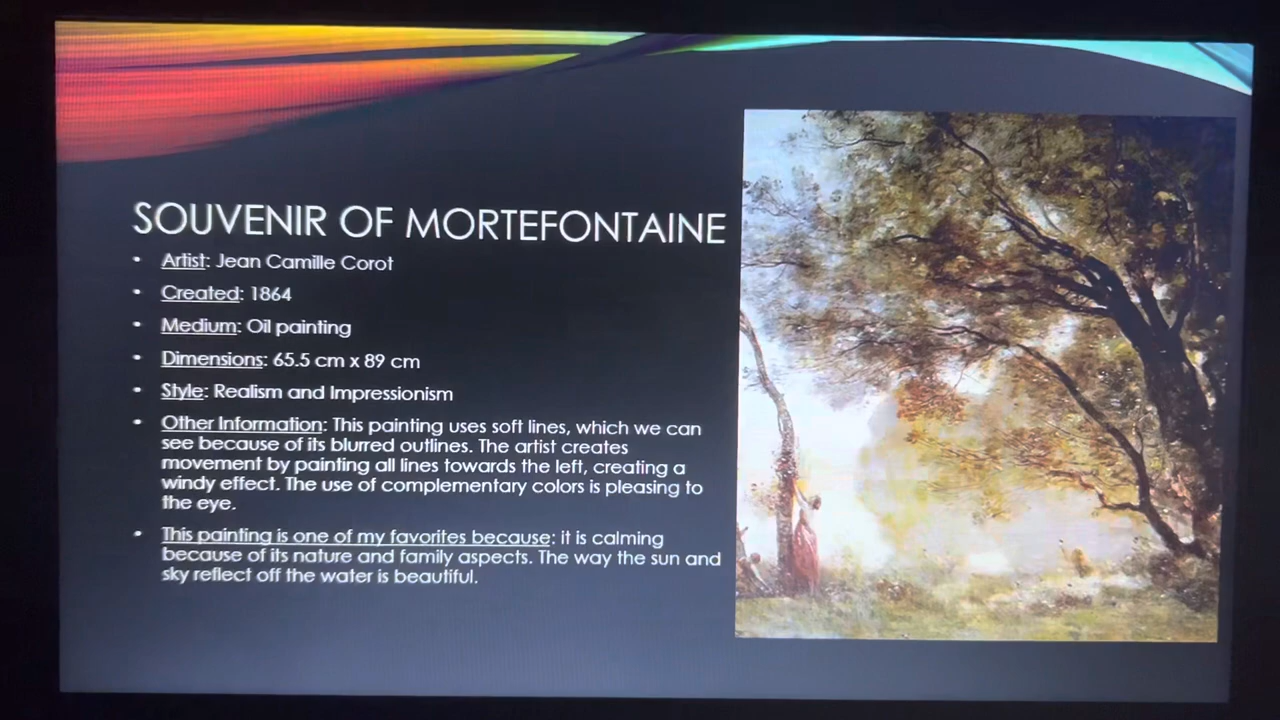 SOUVENIR OF MORTEFONTAINE
• Artist: Jean Camille Corot
• Created: 1864
• Medium: Oil painting
• Dimensions: 65.5 cm x 89 cm
• Style: Realism and Impressionism
• Other Information: This painting uses soft lines, which we can
see because of its blurred outlines. The artist creates
movement by painting all lines towards the left, creating a
windy effect. The use of complementary colors is pleasing to
the eye.
• This painting is one of my favorites because: it is calming
because of its nature and family aspects. The way the sun and
sky reflect off the water is beautiful.